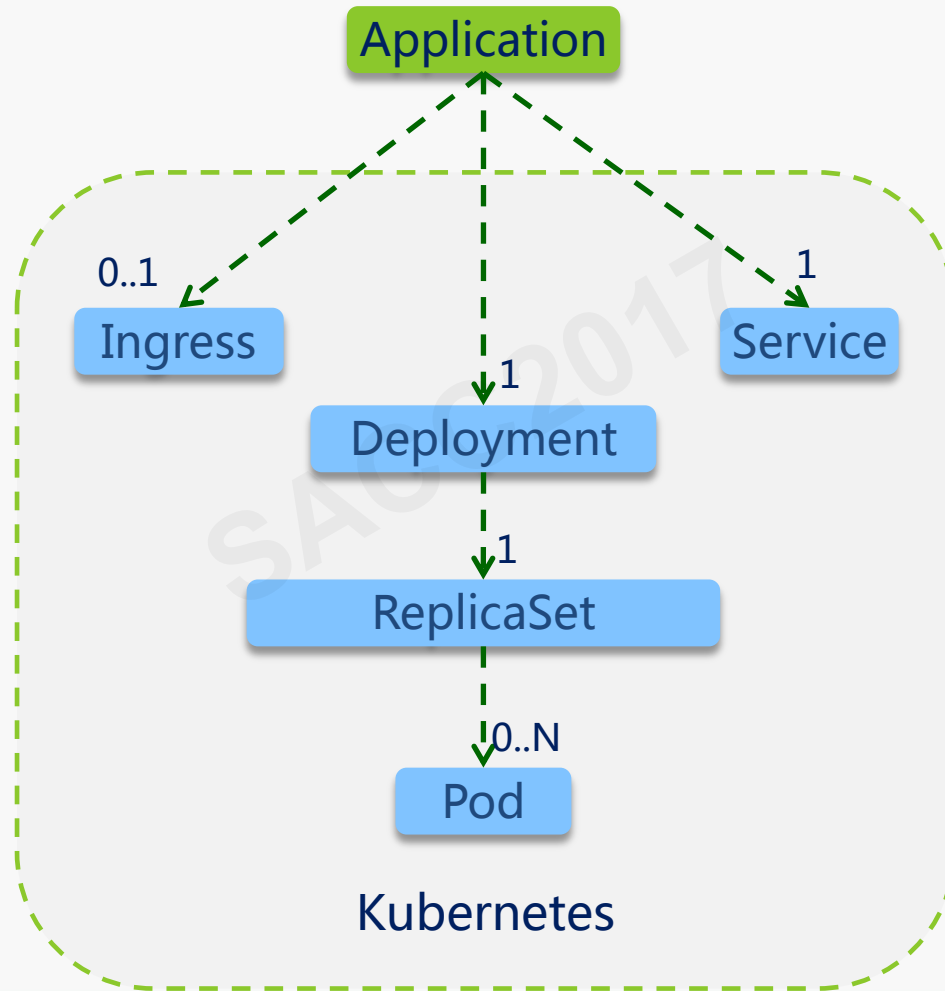 Application
0..1
1
Ingress
Service
1
Deployment
1
ReplicaSet
0..N
Pod
Kubernetes
SACC2017